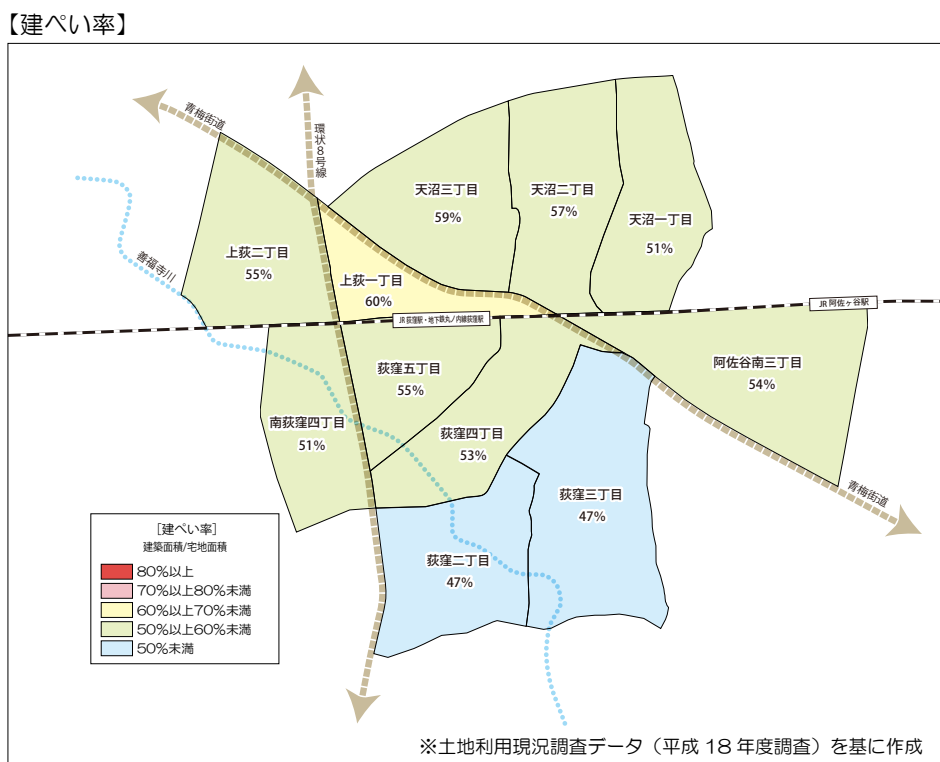 【建ぺい率】
青梅街道
環状8号線
天沼三丁目
59%
天沼二丁目
57%
天沼一丁目
51%
善福寺川
上荻二丁目
55%
上荻一丁目
60%
JR荻窪駅・地下鉄丸ノ内線荻窪駅
JR阿佐ヶ谷駅
荻窪五丁目
55%
阿佐谷南三丁目
54%
南荻窪四丁目
51%
荻窪四丁目
53%
荻窪三丁目
47%
青梅街道
荻窪二丁目
47%
[建ぺい率]
建築面積/宅地面積
80%以上
70%以上80%未満
60%以上70%未満
50%以上60%未満
50%未満
※土地利用現況調査データ（平成 18 年度調査）を基に作成